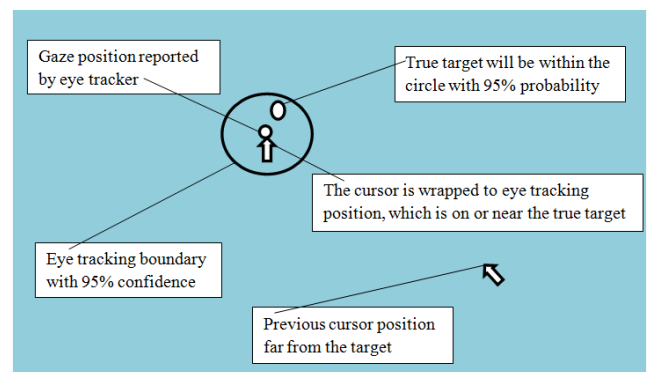 Gaze position reported
by eye tracker
True target will be within the
circle with 95% probability
The cursor is wrapped to eye tracking
position, which is on or near the true target
Eye tracking boundary
with 95% confidence
Previous cursor position
far from the target